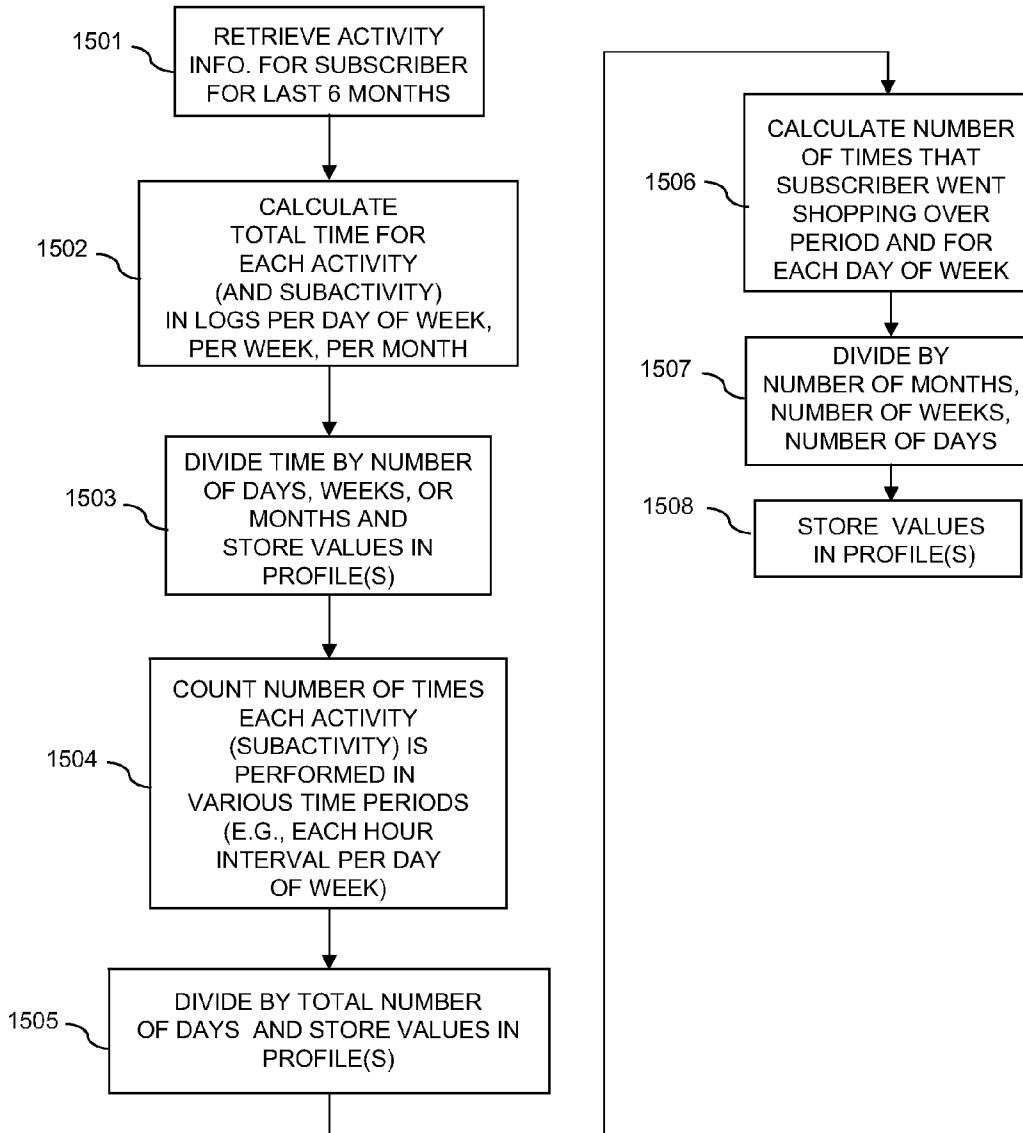 1501
RETRIEVE ACTIVITY
INFO. FOR SUBSCRIBER
FOR LAST 6 MONTHS
1502
CALCULATE
TOTAL TIME FOR
EACH ACTIVITY
(AND SUBACTIVITY)
IN LOGS PER DAY OF WEEK,
PER WEEK, PER MONTH
1503
DIVIDE TIME BY NUMBER
OF DAYS, WEEKS, OR
MONTHS AND
STORE VALUES IN
PROFILE(S)
1504
COUNT NUMBER OF TIMES
EACH ACTIVITY
(SUBACTIVITY) IS
PERFORMED IN
VARIOUS TIME PERIODS
(E.G., EACH HOUR
INTERVAL PER DAY
OF WEEK)
1505
DIVIDE BY TOTAL NUMBER
OF DAYS AND STORE VALUES IN
PROFILE(S)
1506
CALCULATE NUMBER
OF TIMES THAT
SUBSCRIBER WENT
SHOPPING OVER
PERIOD AND FOR
EACH DAY OF WEEK
1507
DIVIDE BY
NUMBER OF MONTHS,
NUMBER OF WEEKS,
NUMBER OF DAYS
1508
STORE VALUES
IN PROFILE(S)